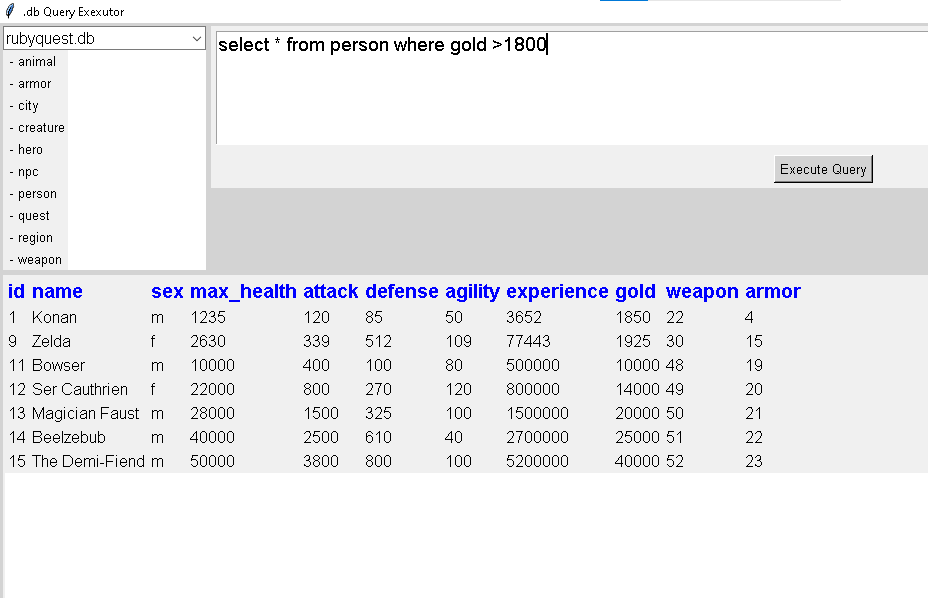 .db Query Exexutor
rubyquest.db
- animal
- armor
- city
- creature
- hero
- npc
- person
- quest
- region
- weapon
select * from person where gold >1800
Execute Query
id name sex max_health attack defense agility experience gold weapon armor
1 Konan m 1235 120 85 50 3652 1850 22 4
9 Zelda f 2630 339 512 109 77443 1925 30 15
11 Bowser m 10000 400 100 80 500000 10000 48 19
12 Ser Cauthrien f 22000 800 270 120 800000 14000 49 20
13 Magician Faust m 28000 1500 325 100 1500000 20000 50 21
14 Beelzebub m 40000 2500 610 40 2700000 25000 51 22
15 The Demi-Fiend m 50000 3800 800 100 5200000 40000 52 23